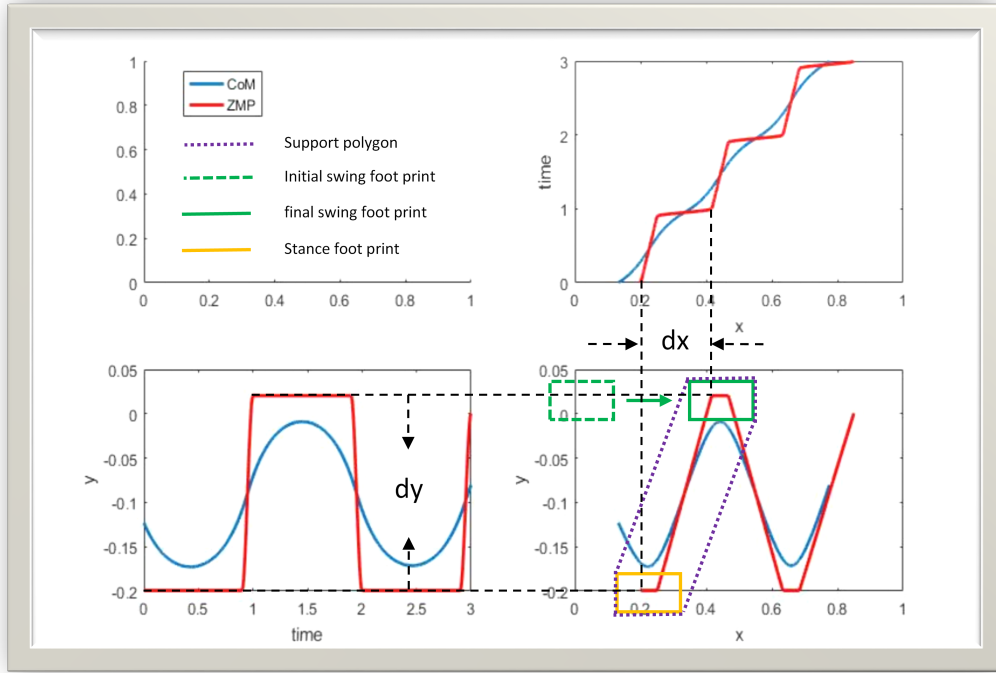 1
0.8
0.6
0.4
0.2
0
0 0.2 0.4 0.6 0.8 1
CoM
ZMP
Support polygon
Initial swing foot print
final swing foot print
Stance foot print
3
2
1
0
time
0 0.2 0.4 0.6 0.8 1
x
dx
0.05
0
-0.05
-0.1
-0.15
-0.2
y
0 0.5 1 1.5 2 2.5 3
time
dy
0.05
0
-0.05
-0.1
-0.15
-0.2
y
0 0.2 0.4 0.6 0.8 1
x